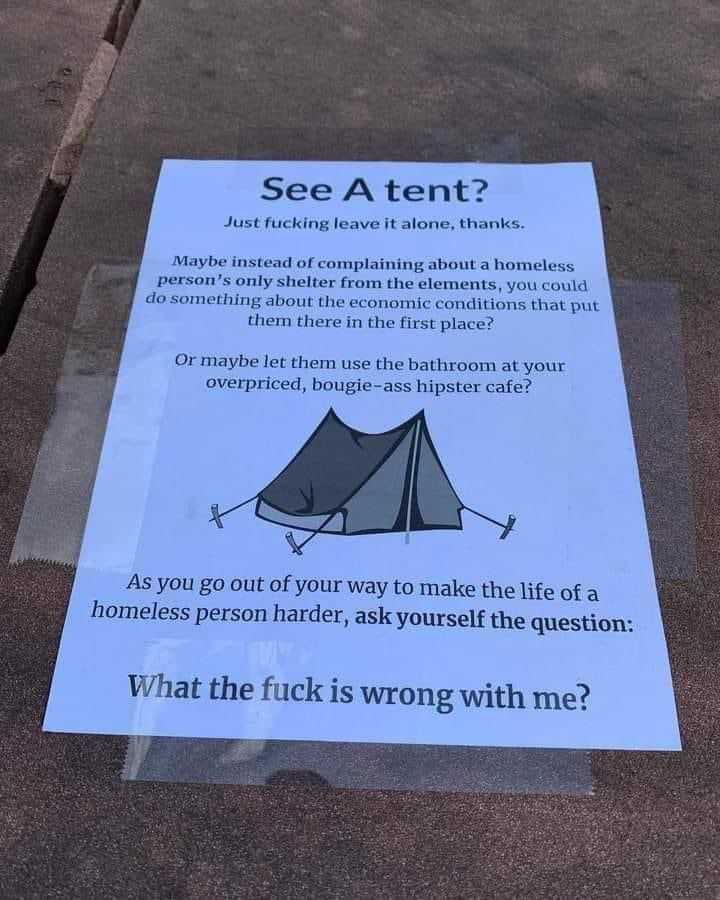 See A tent?
Just fucking leave it alone, thanks.
Maybe instead of complaining about a homeless
person's only shelter from the elements, you could
do something about the economic conditions that put
them there in the first place?
Or maybe let them use the bathroom at your
overpriced, bougie-ass hipster cafe?
As you go out of your way to make the life of a
homeless person harder, ask yourself the question:
What the fuck is wrong with me?